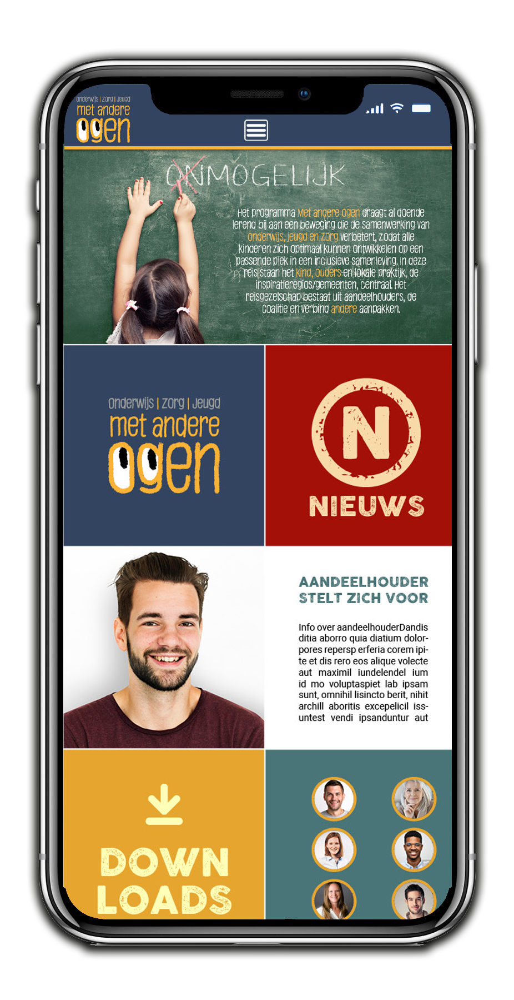 Onderwijs | Zorg | Jeugd
met andere
ogen
ONMOGELIJK
Het programma Met andere Ogen draagt al doende
lerend bij aan een beweging die de samenwerking van
onderwijs, jeugd en zorg verbetert, zodat alle
kinderen zich optimaal kunnen ontwikkelen op een
passende plek in een inclusieve samenleving. In deze
reis staan het kind, ouders en lokale praktijk, de
inspiratieregios/gemeenten, centraal. Het
reisgezelschap bestaat uit aandeelhouders, de
Coalitie en verbind andere aanpakken.
Onderwijs | Zorg | Jeugd
met andere
ogen
N
NIEUWS
AANDEELHOUDER
STELT ZICH VOOR
Info over aandeelhouderDandis
ditia aborro quia diatium dolor-
pores repersp erferia corem ipi-
te et dis rero eos alique volecte
aut maximil iundelendel ium
id mo voluptaspiet lab ipsam
sunt, omnihil lisincto berit, nihit
archill aboritis excepelicil iss-
untest vendi ipsanduntur aut
DOWN
LOADS